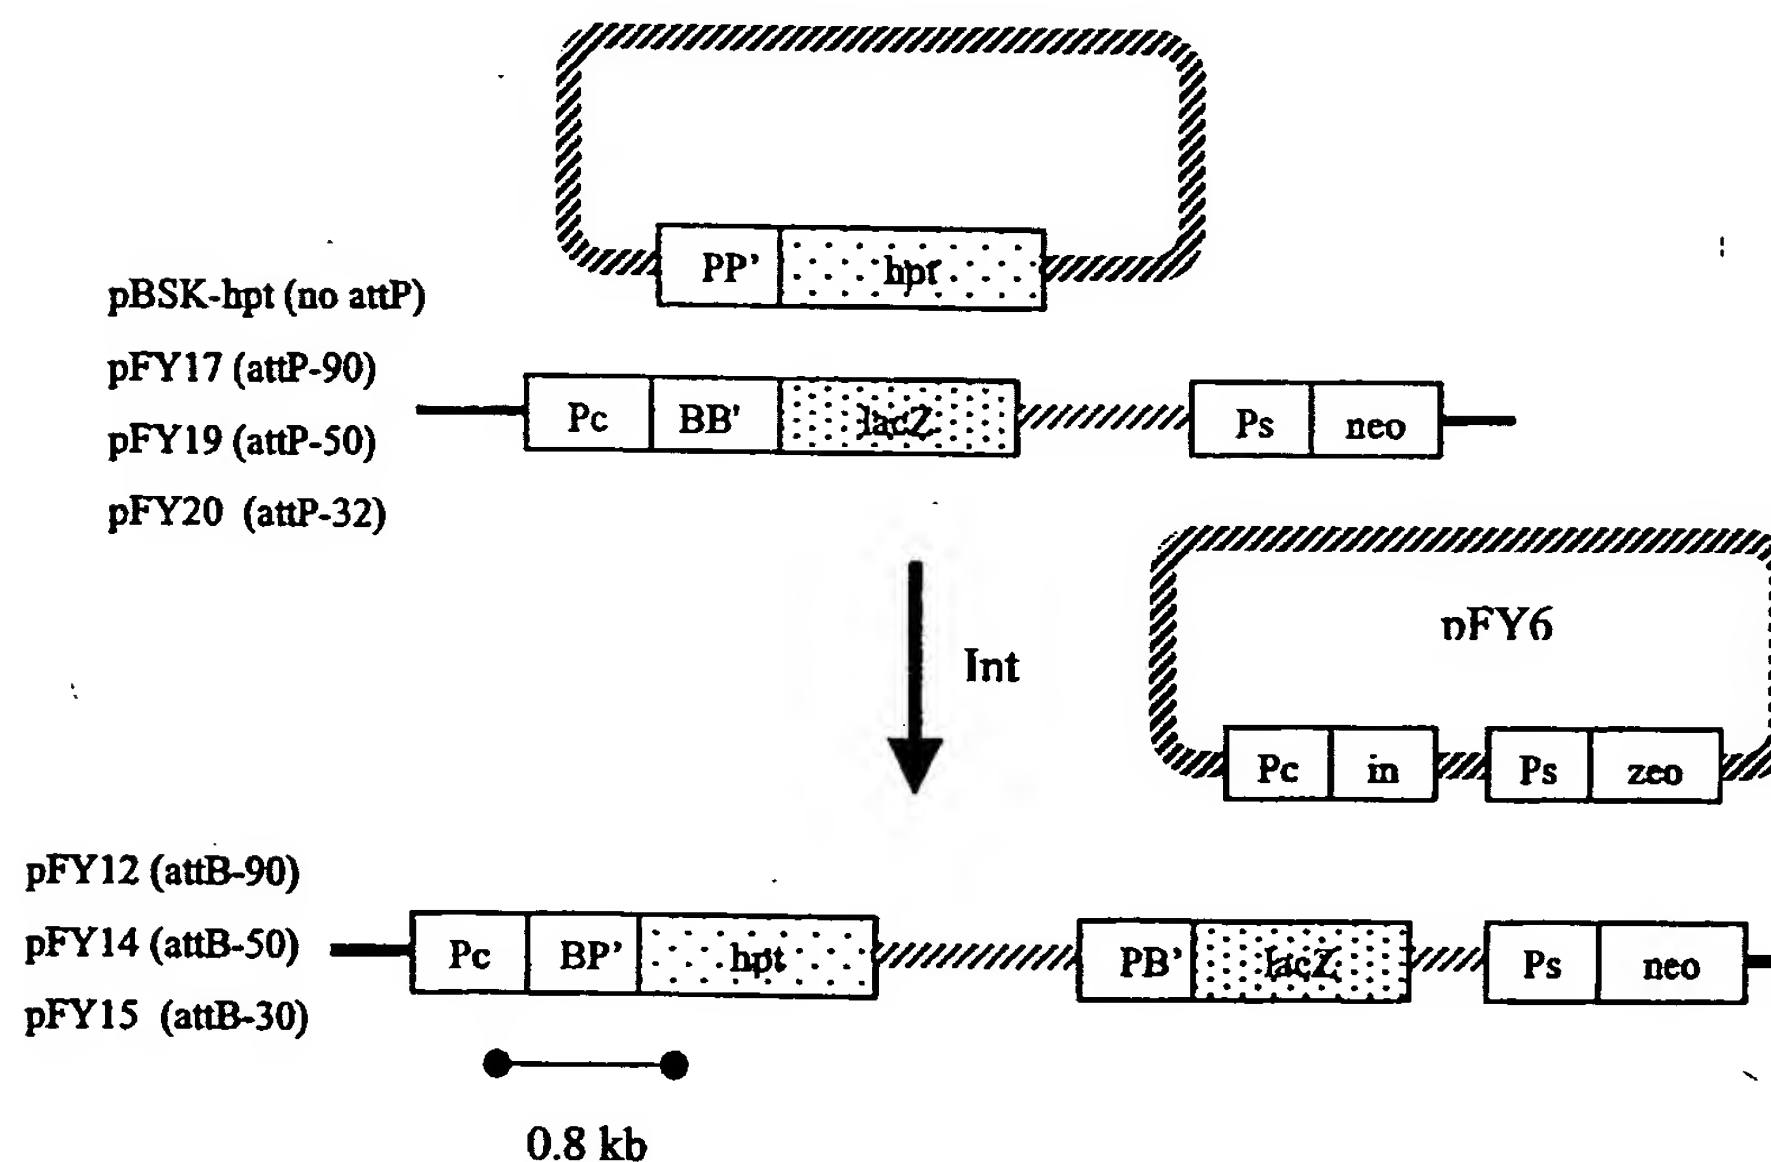 PP' hpt
pBSK-hpt (no attP)
pFY17 (attP-90)
Pc BB' lacZ Ps neo
pFY19 (attP-50)
pFY20 (attP-32)
pFY6
Int
Pc in Ps zeo
pFY12 (attB-90)
pFY14 (attB-50)
Pc BP' hpt PB' lacZ Ps neo
pFY15 (attB-30)
0.8 kb